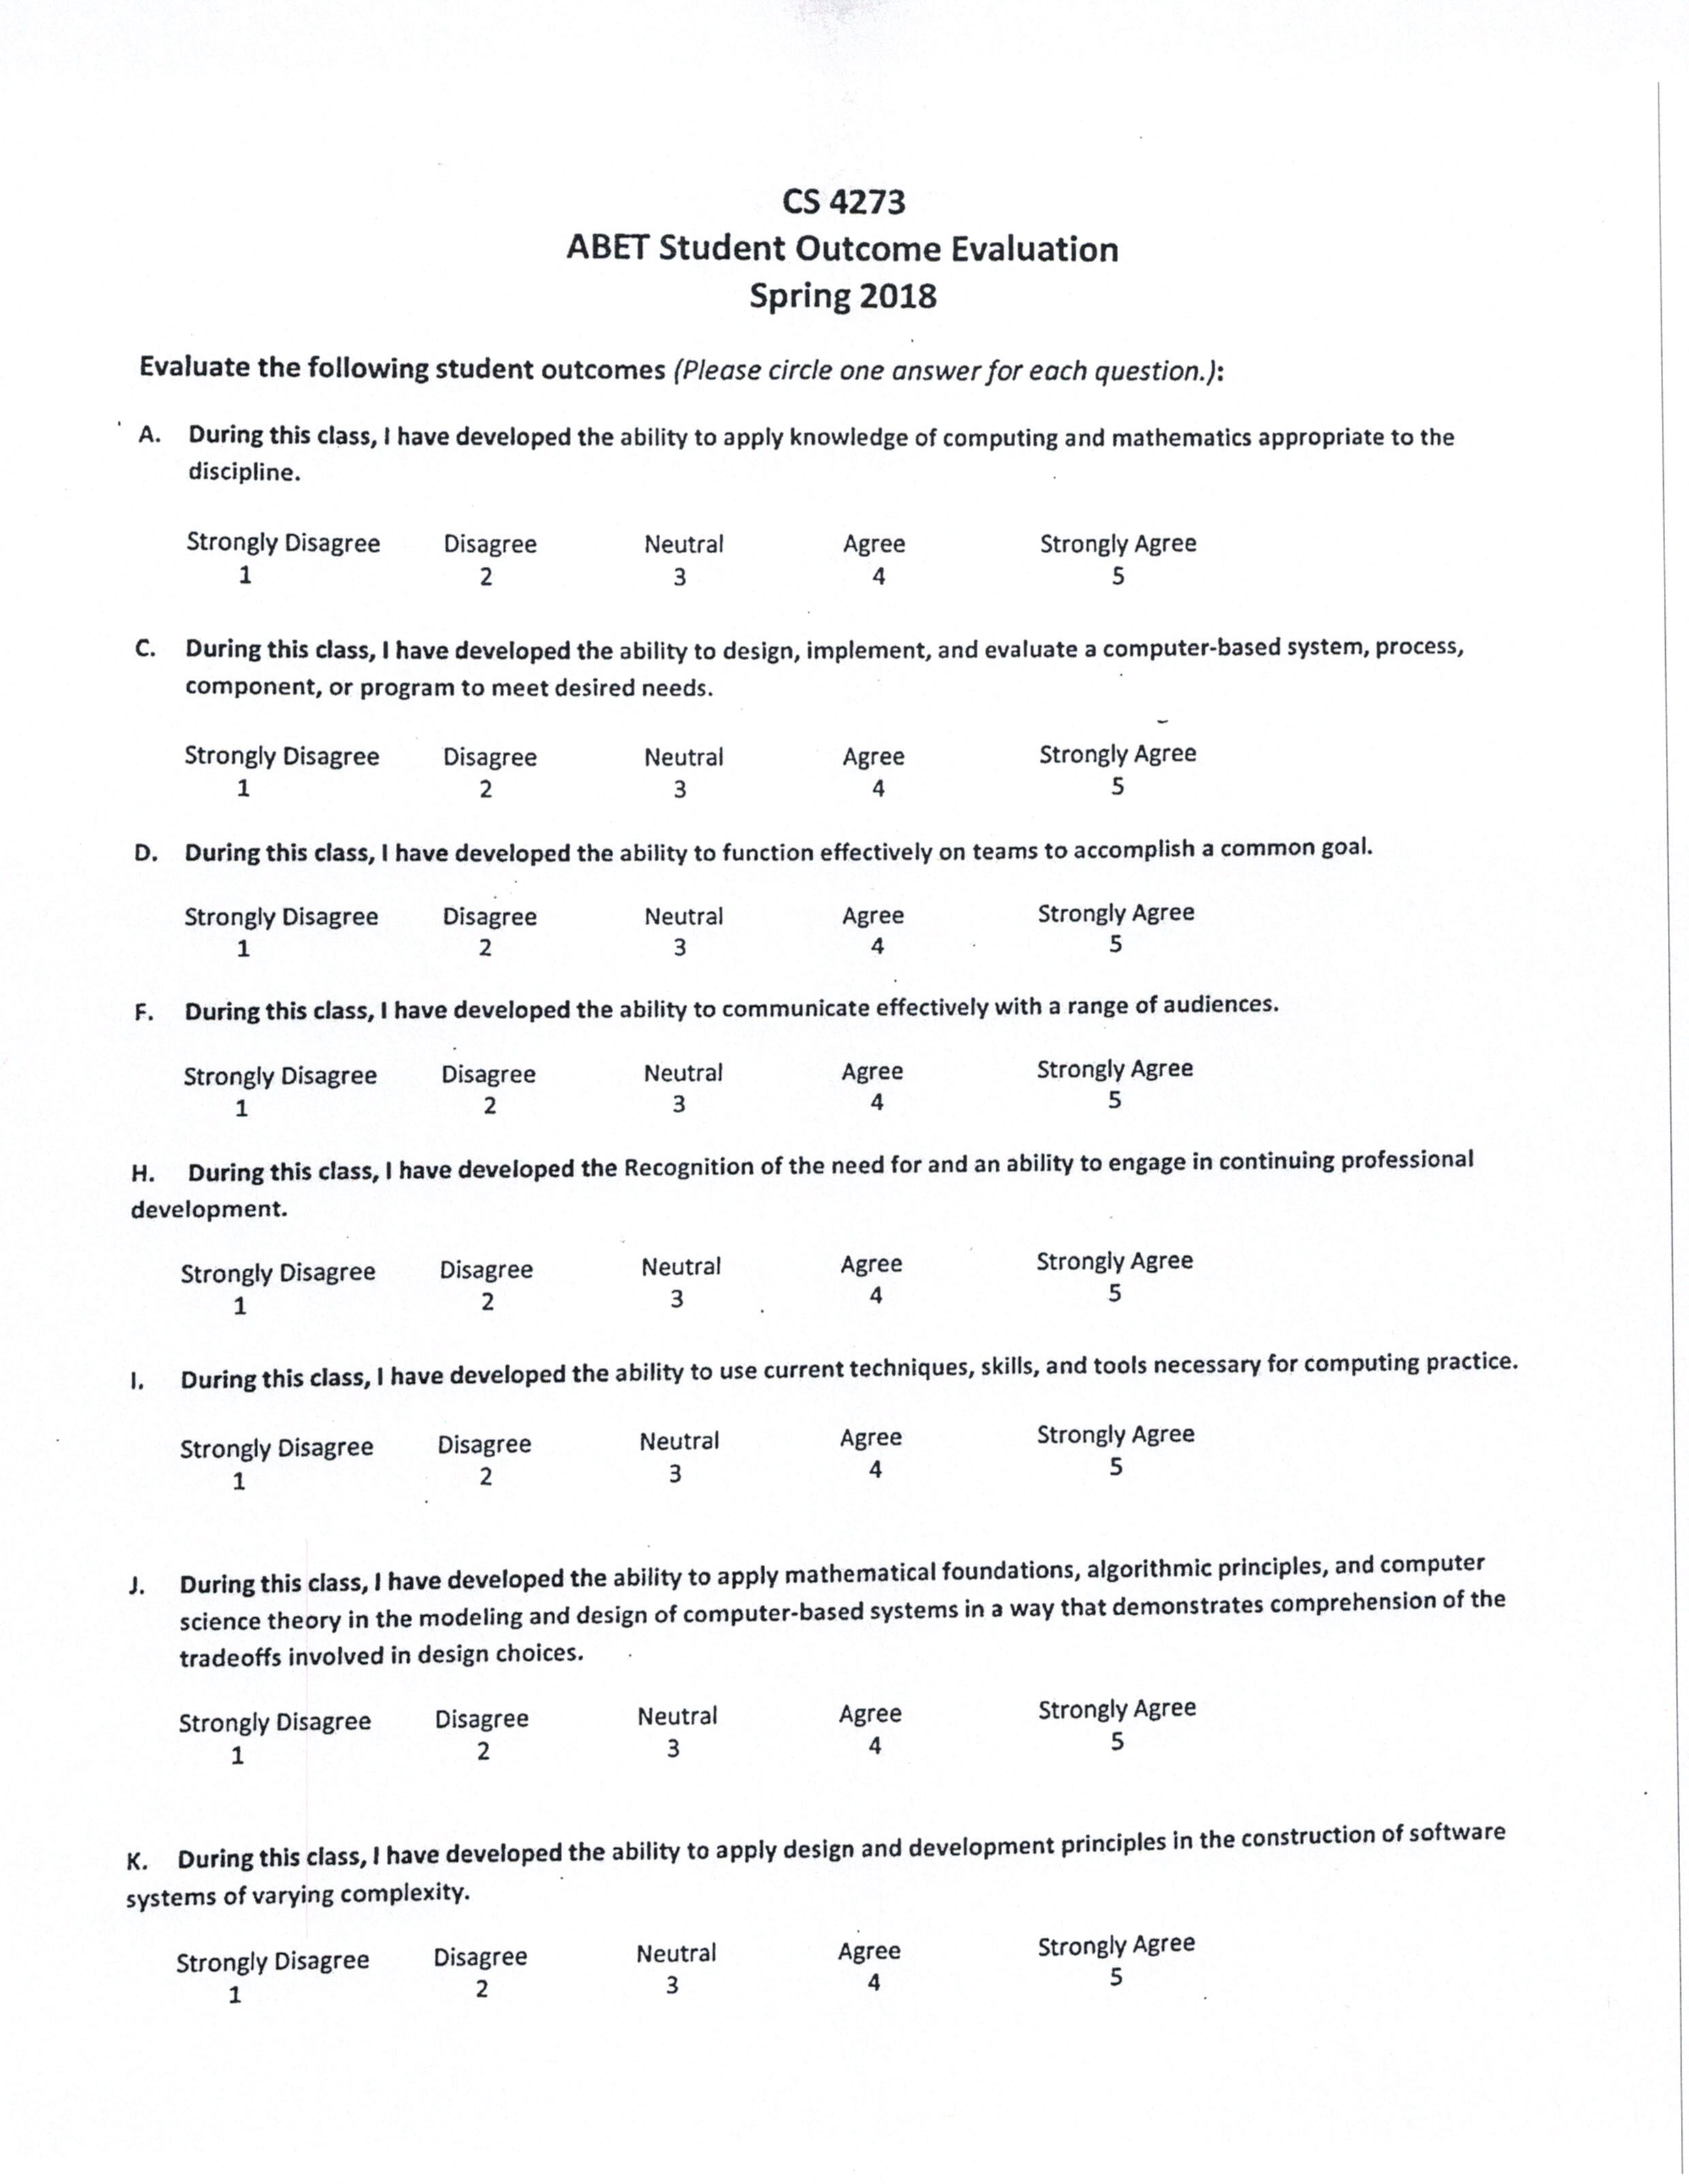 CS 4273
ABET Student Outcome Evaluation
Spring 2018
Evaluate the following student outcomes (Please circle one answer for each question.):
A. During this class, I have developed the ability to apply knowledge of computing and mathematics appropriate to the
discipline.
Strongly Disagree Disagree Neutral Agree Strongly Agree
1 2 3 4 5
C. During this class, I have developed the ability to design, implement, and evaluate a computer-based system, process,
component, or program to meet desired needs.
Strongly Disagree Disagree Neutral Agree Strongly Agree
1 2 3 4 5
D. During this class, I have developed the ability to function effectively on teams to accomplish a common goal.
Strongly Disagree Disagree Neutral Agree Strongly Agree
1 2 3 4 5
F. During this class, I have developed the ability to communicate effectively with a range of audiences.
Strongly Disagree Disagree Neutral Agree Strongly Agree
1 2 3 4 5
H. During this class, I have developed the Recognition of the need for and an ability to engage in continuing professional
development.
Strongly Disagree Disagree Neutral Agree Strongly Agree
1 2 3 4 5
I. During this class, I have developed the ability to use current techniques, skills, and tools necessary for computing practice.
Strongly Disagree Disagree Neutral Agree Strongly Agree
1 2 3 4 5
J. During this class, I have developed the ability to apply mathematical foundations, algorithmic principles, and computer
science theory in the modeling and design of computer-based systems in a way that demonstrates comprehension of the
tradeoffs involved in design choices.
Strongly Disagree Disagree Neutral Agree Strongly Agree
1 2 3 4 5
K. During this class, I have developed the ability to apply design and development principles in the construction of software
systems of varying complexity.
Strongly Disagree Disagree Neutral Agree Strongly Agree
1 2 3 4 5